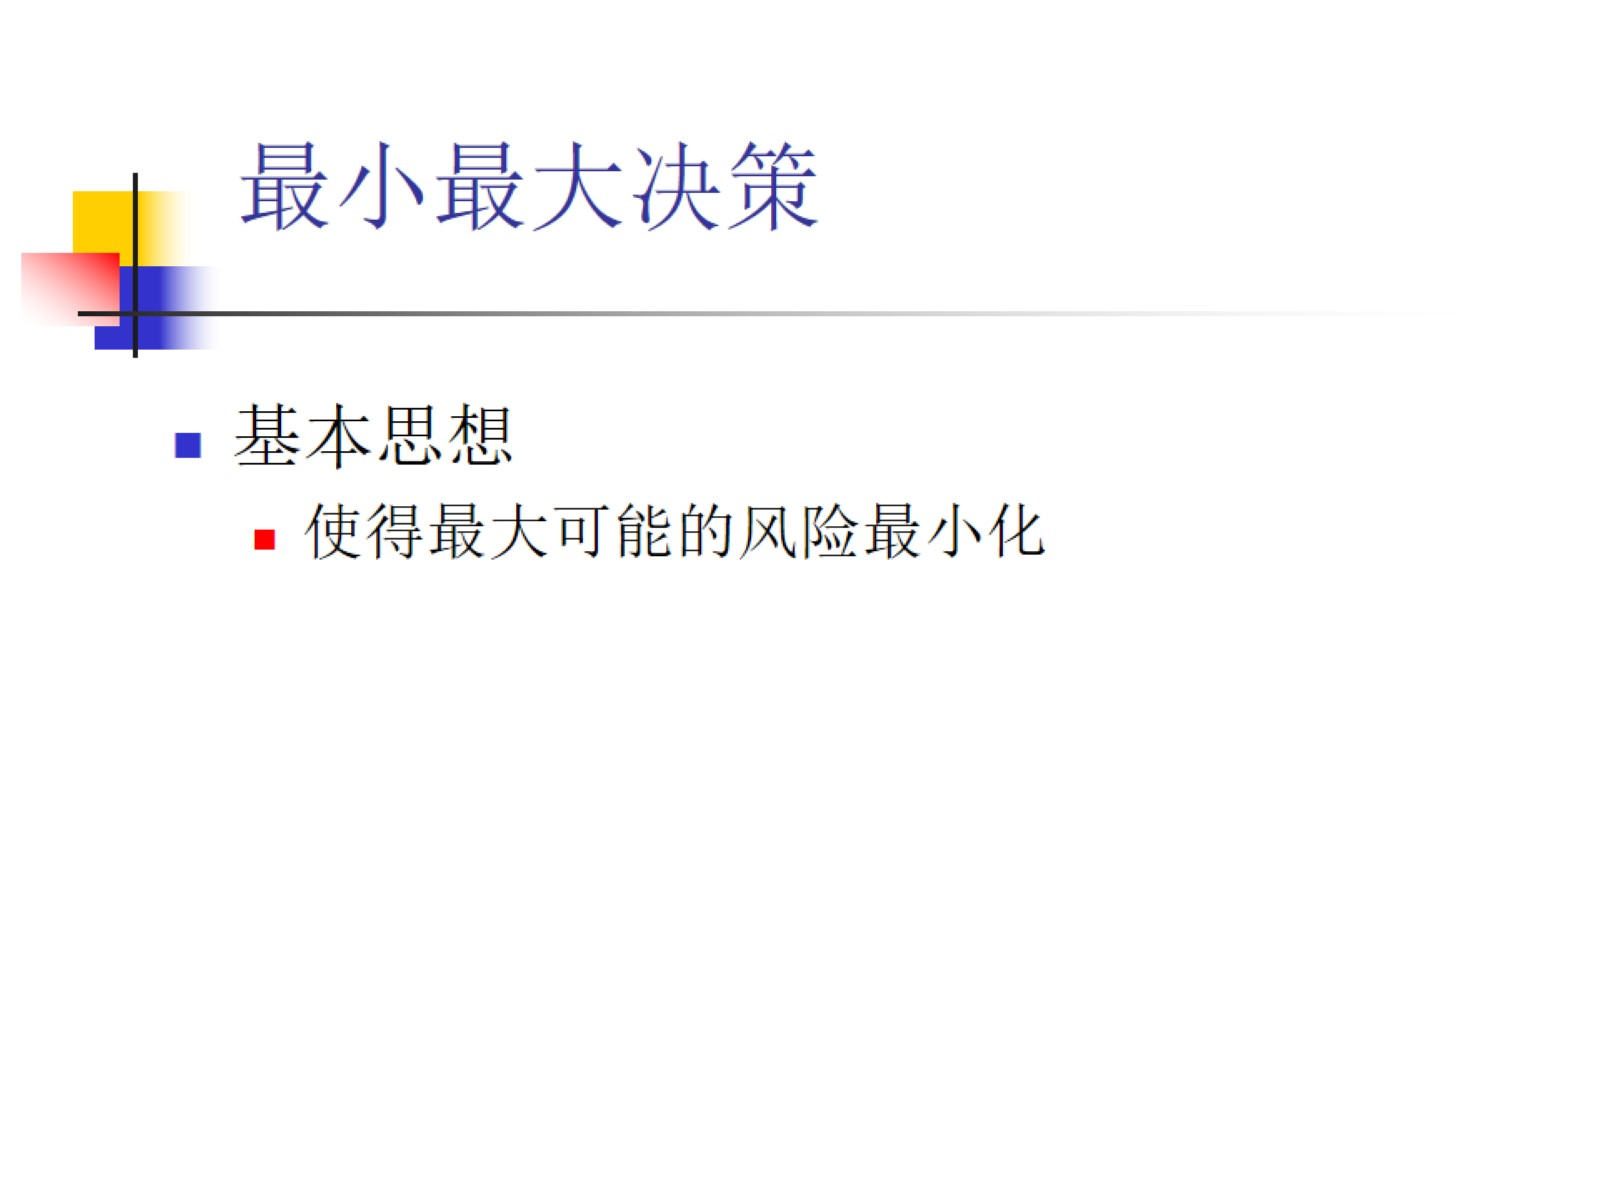 最小最大决策
基本思想
使得最大可能的风险最小化